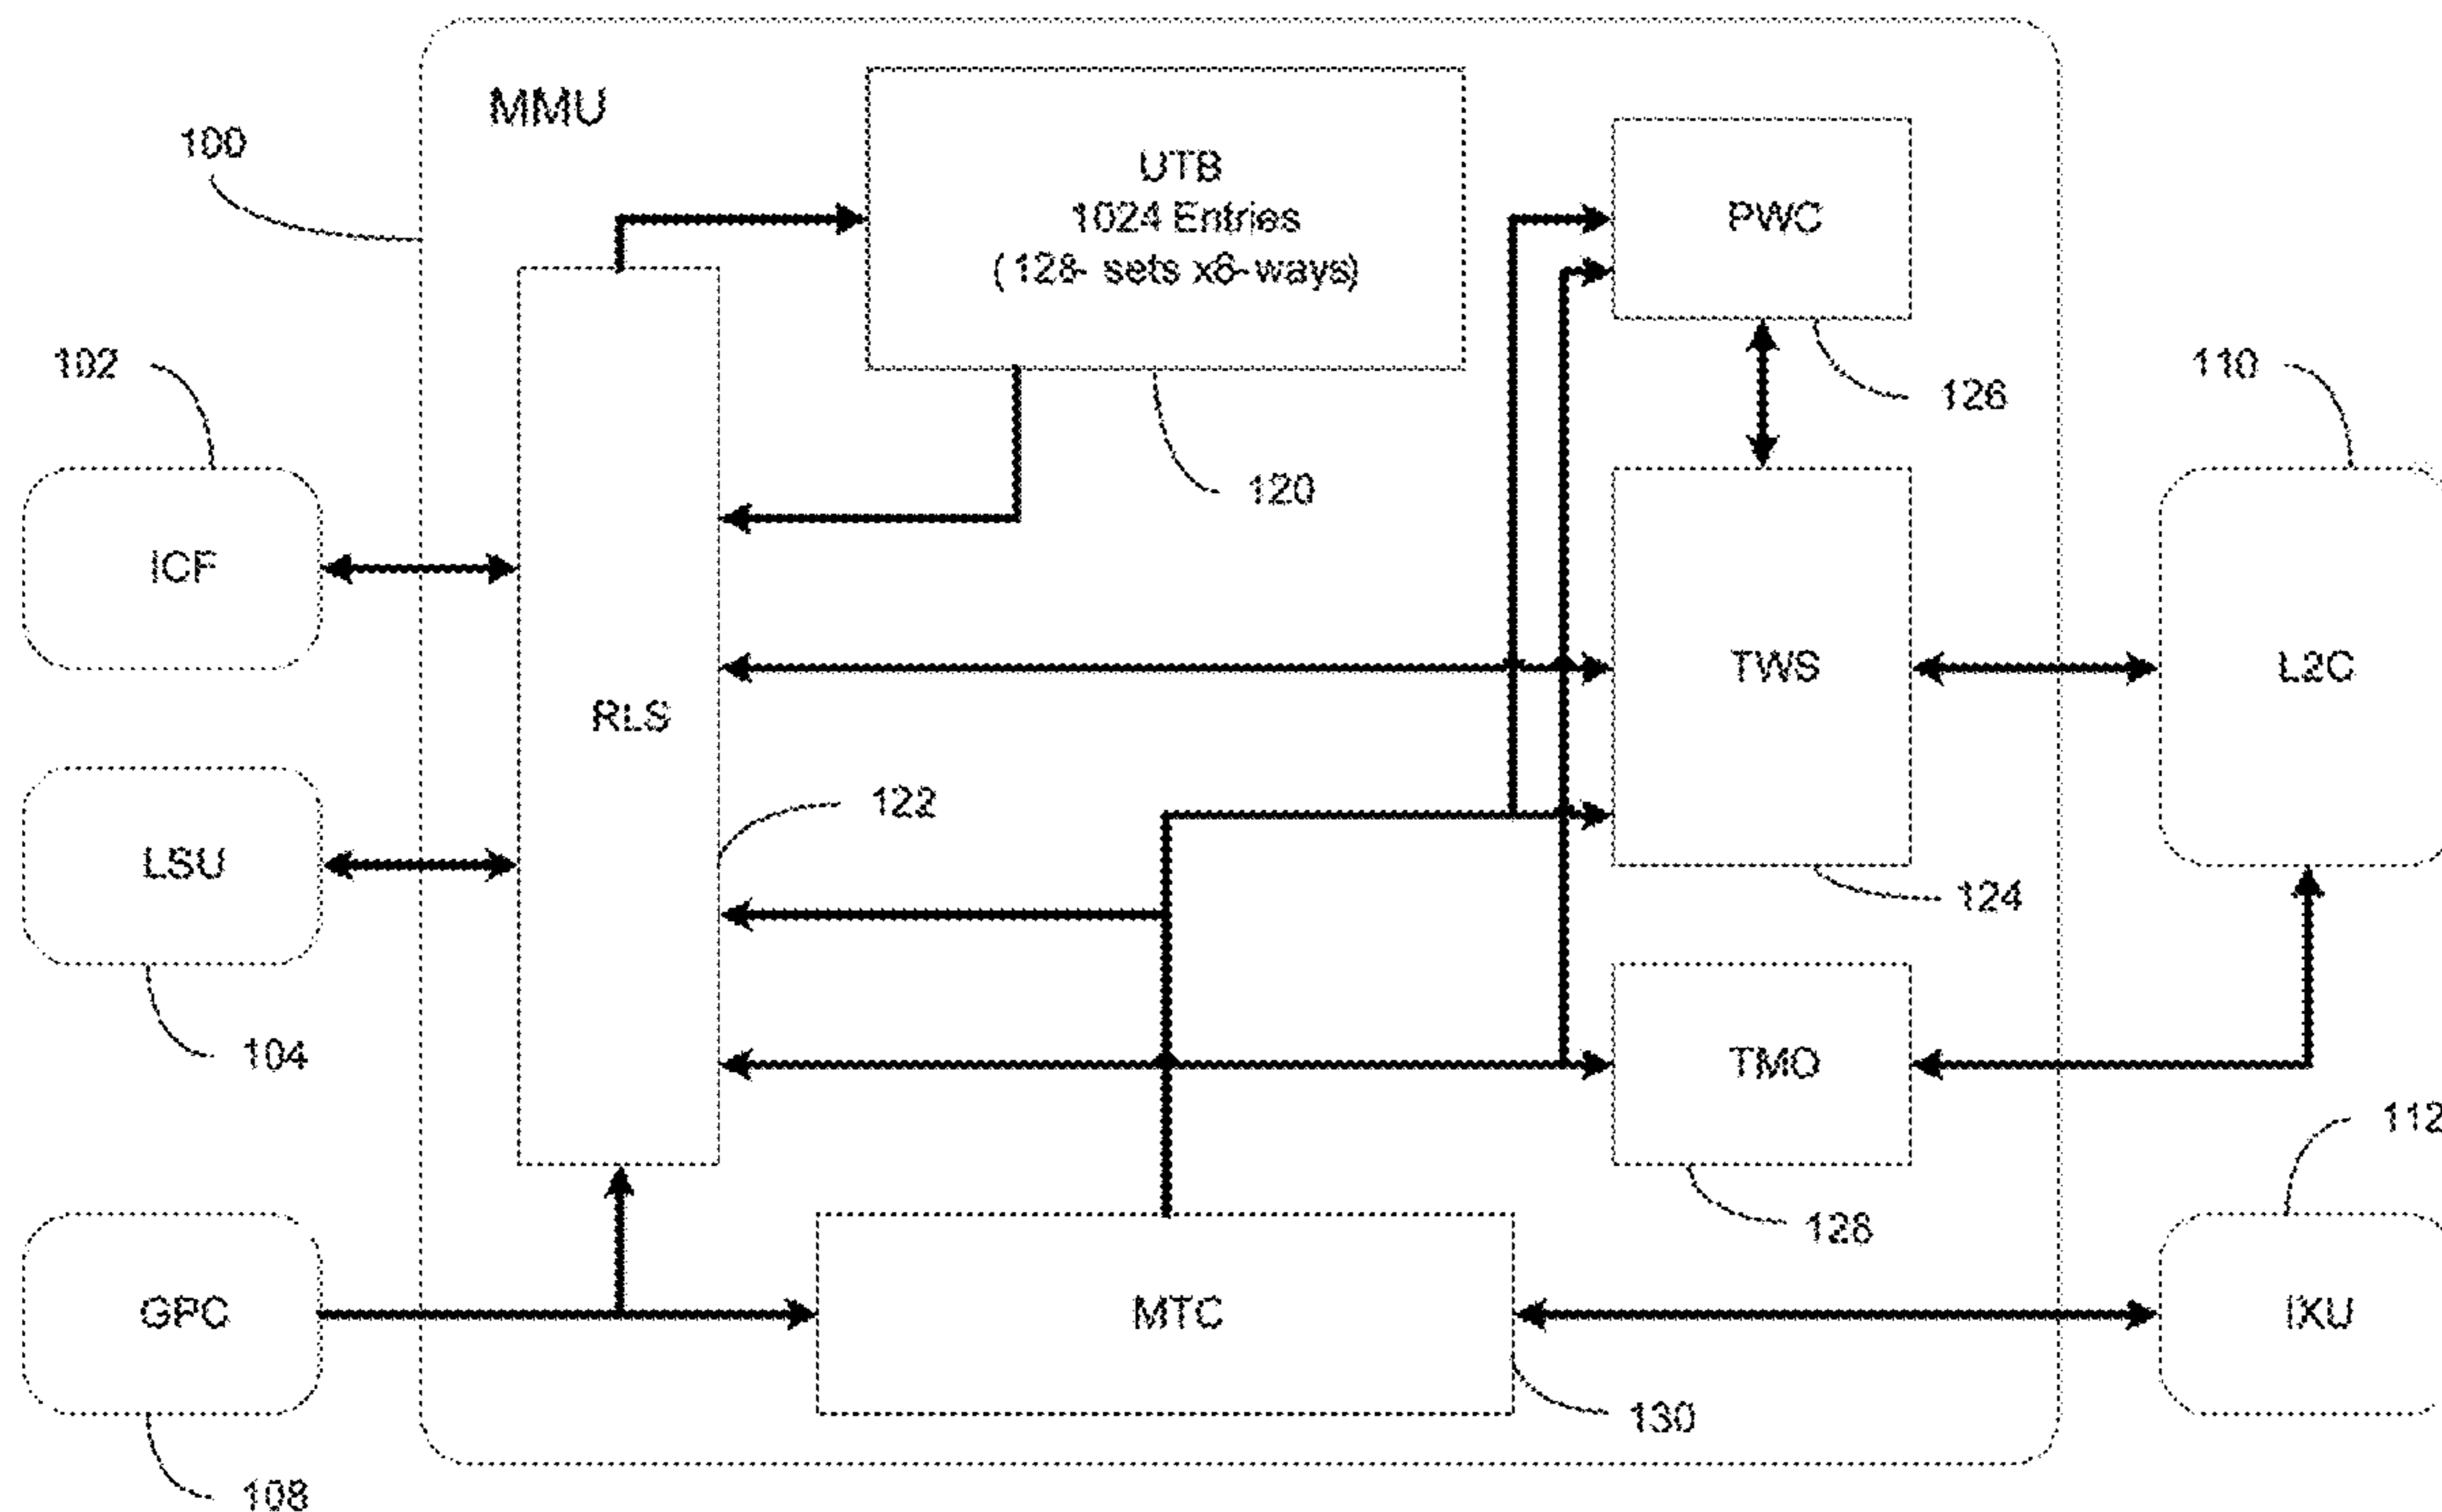 MMU
100
UTB
1024 Entries
(128- sets x8-ways)
PWC
126
110
102
120
ICF
TWS
L2C
RLS
122
LSU
124
104
TMO
112
128
GPC
MTC
IXU
130
108